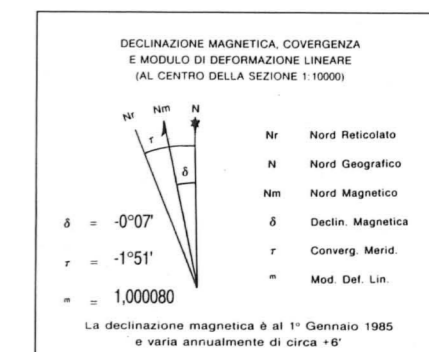 DECLINAZIONE MAGNETICA, COVERGENZA
E MODULO DI DEFORMAZIONE LINEARE
(AL CENTRO DELLA SEZIONE 1:10000)
Nr Nm N
τ
δ
Nr Nord Reticolato
N Nord Geografico
Nm Nord Magnetico
δ Declin. Magnetica
τ Converg. Merid.
m Mod. Def. Lin.
δ = -0°07'
τ = -1°51'
m = 1,000080
La declinazione magnetica è al 1° Gennaio 1985
e varia annualmente di circa +6'